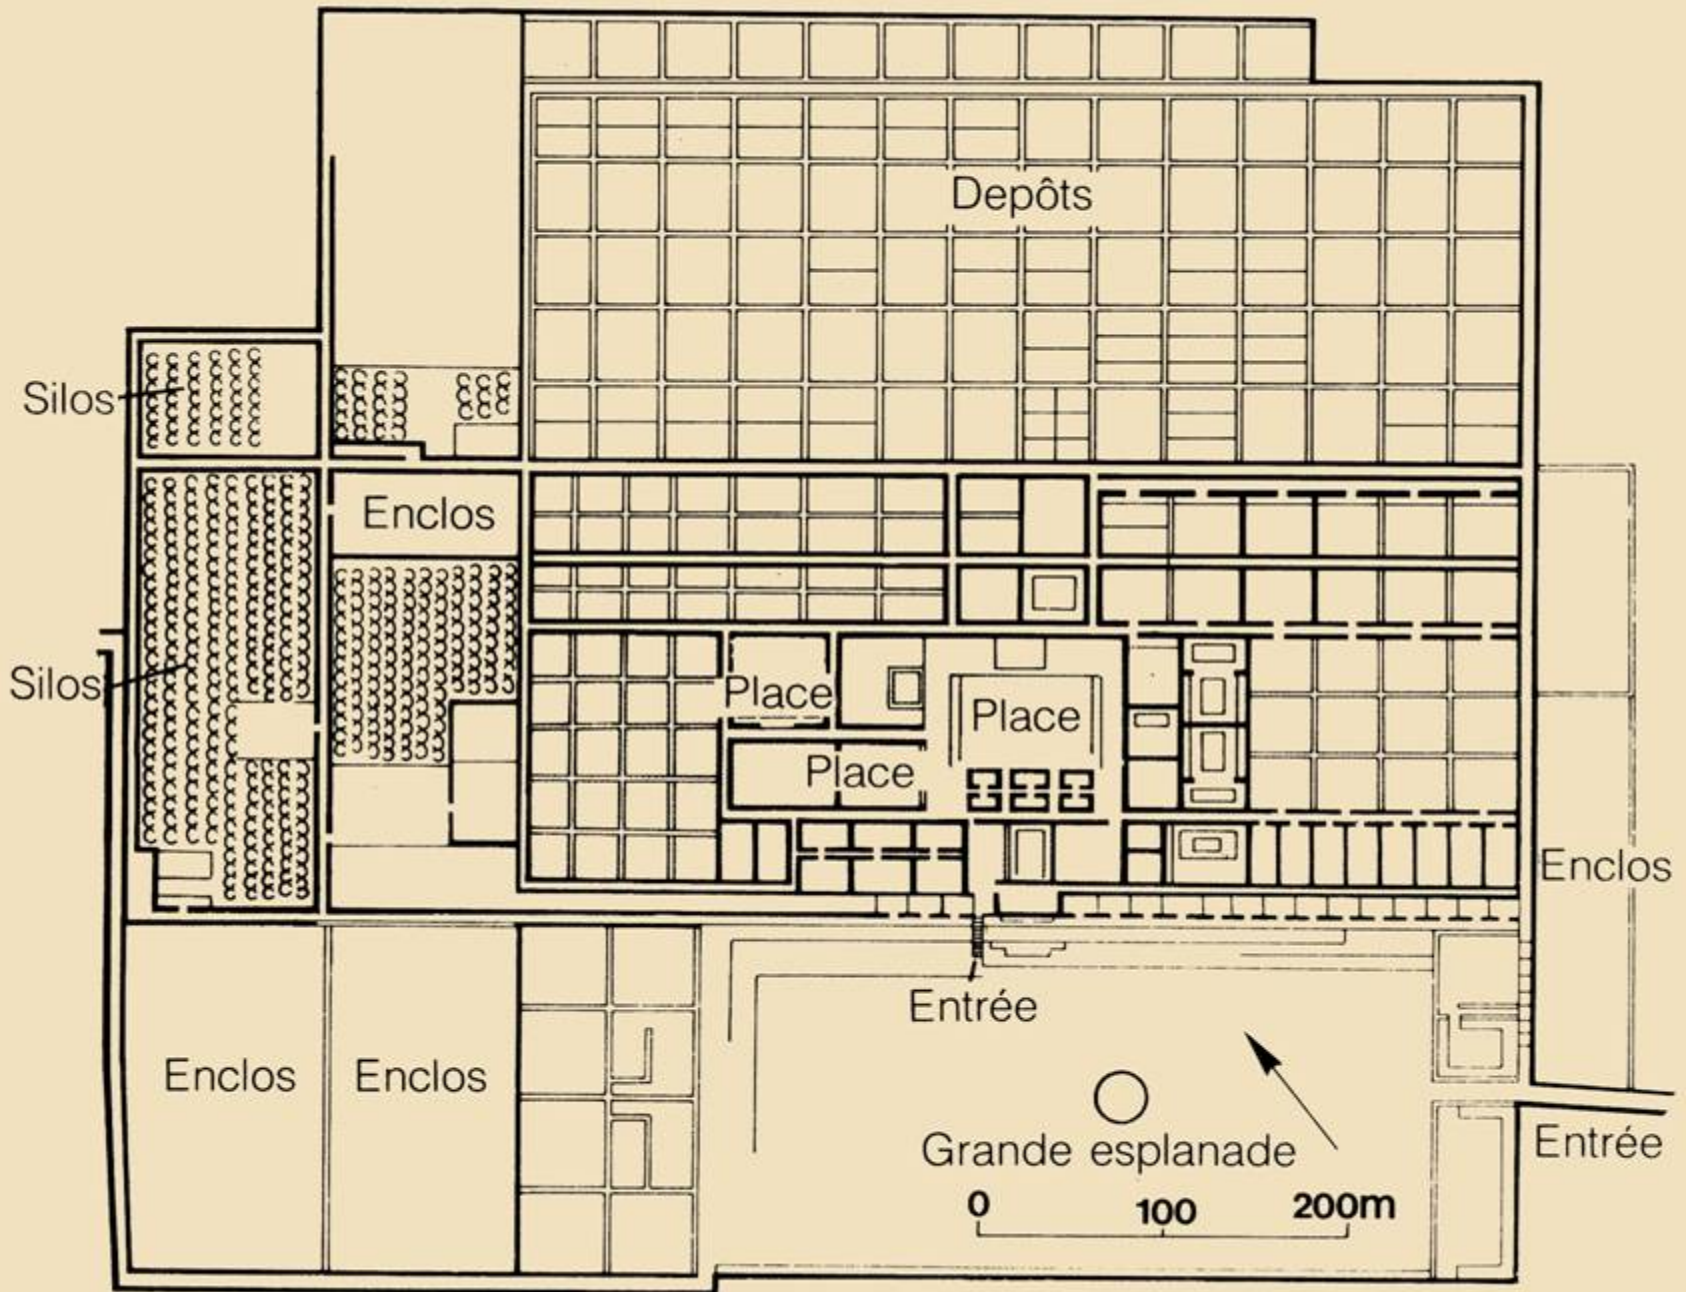 Depôts
Silos
Enclos
Silos
Place
Place
Place
Enclos
Entrée
Enclos
Enclos
Grande esplanade
Entrée
0 100 200m